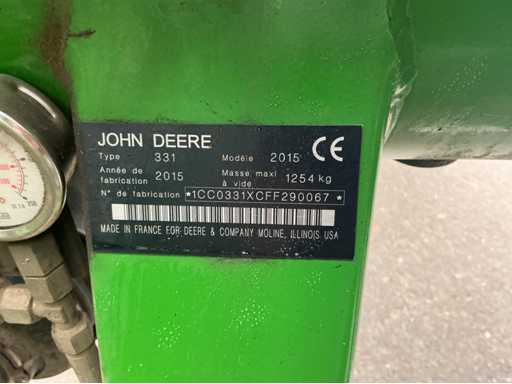 JOHN DEERE
Type 331 Modèle 2015 CE
Année de fabrication 2015 Masse maxi à vide 1254 kg
N° de fabrication *1CC0331XCFF290067*
MADE IN FRANCE FOR DEERE & COMPANY MOLINE, ILLINOIS USA